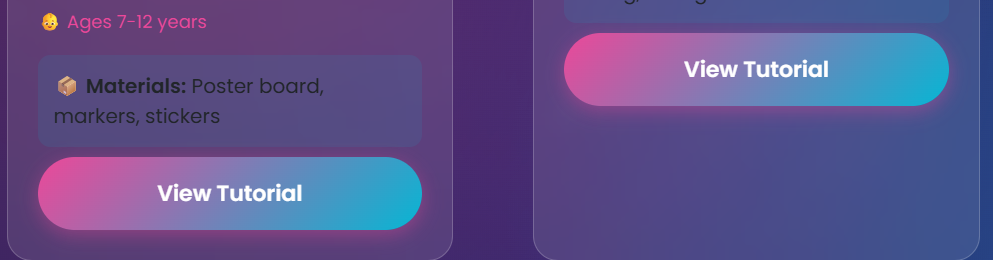 Ages 7-12 years
Materials: Poster board,
markers, stickers
View Tutorial
View Tutorial